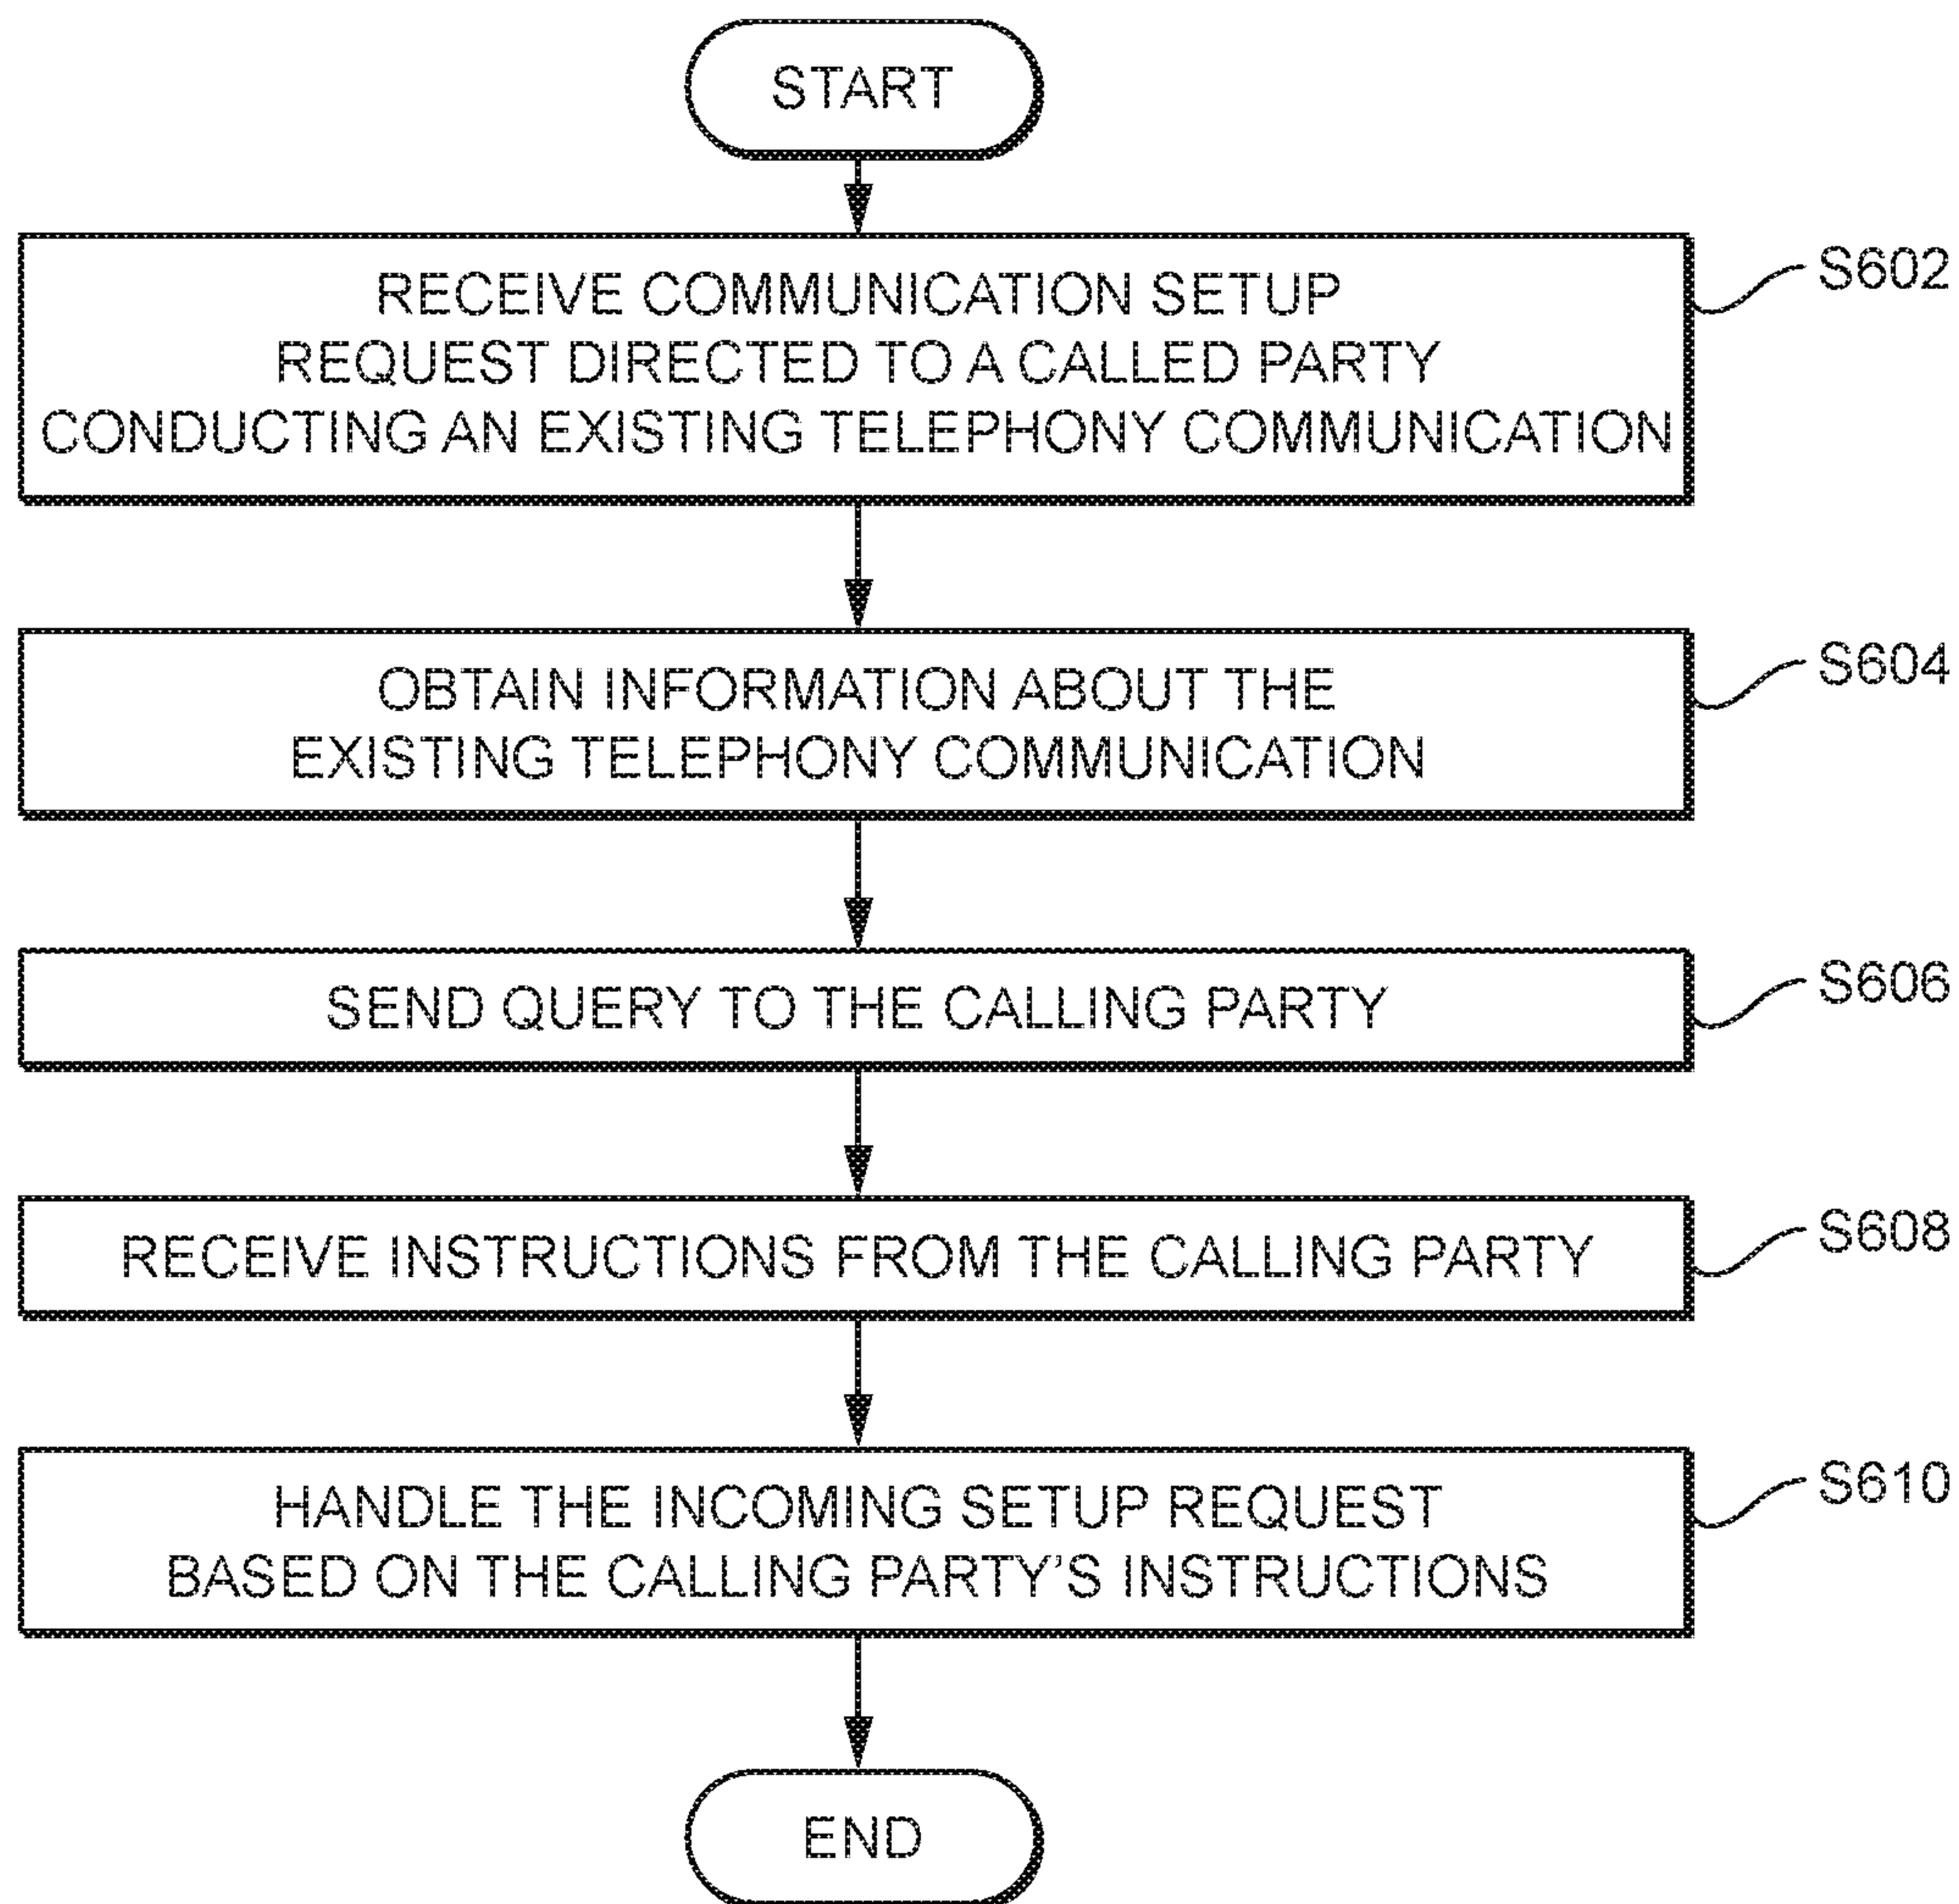 START
RECEIVE COMMUNICATION SETUP
REQUEST DIRECTED TO A CALLED PARTY
CONDUCTING AN EXISTING TELEPHONY COMMUNICATION
S602
OBTAIN INFORMATION ABOUT THE
EXISTING TELEPHONY COMMUNICATION
S604
SEND QUERY TO THE CALLING PARTY
S606
RECEIVE INSTRUCTIONS FROM THE CALLING PARTY
S608
HANDLE THE INCOMING SETUP REQUEST
BASED ON THE CALLING PARTY'S INSTRUCTIONS
S610
END